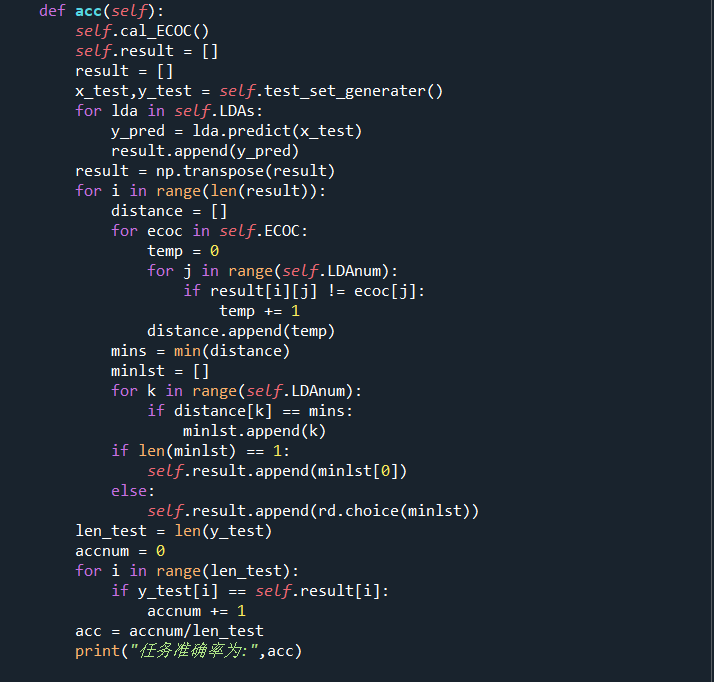 def acc(self):
    self.cal_ECOC()
    self.result = []
    result = []
    x_test,y_test = self.test_set_generater()
    for lda in self.LDAs:
        y_pred = lda.predict(x_test)
        result.append(y_pred)
    result = np.transpose(result)
    for i in range(len(result)):
        distance = []
        for ecoc in self.ECOC:
            temp = 0
            for j in range(self.LDAnum):
                if result[i][j] != ecoc[j]:
                    temp += 1
            distance.append(temp)
        mins = min(distance)
        minlst = []
        for k in range(self.LDAnum):
            if distance[k] == mins:
                minlst.append(k)
        if len(minlst) == 1:
            self.result.append(minlst[0])
        else:
            self.result.append(rd.choice(minlst))
    len_test = len(y_test)
    accnum = 0
    for i in range(len_test):
        if y_test[i] == self.result[i]:
            accnum += 1
    acc = accnum/len_test
    print("任务准确率为:",acc)